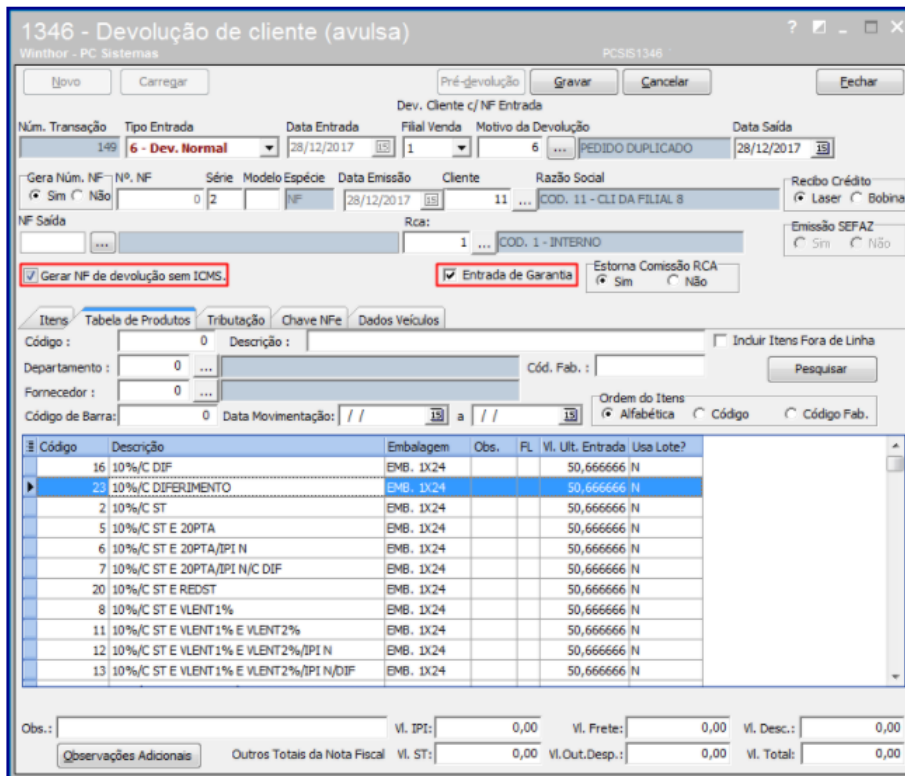 1346 - Devolução de cliente (avulsa)
Winthor - PC Sistemas PCSIS1346
Novo Carregar Pré-devolução Gravar Cancelar Fechar
Dev. Cliente c/ NF Entrada
Núm. Transação Tipo Entrada Data Entrada Filial Venda Motivo da Devolução Data Saída
149 6 - Dev. Normal 28/12/2017 15 1 6 ... PEDIDO DUPLICADO 28/12/2017 15
Gera Núm. NF Nº. NF Série Modelo Espécie Data Emissão Cliente Razão Social Recibo Crédito
Sim Não 0 2 NF 28/12/2017 15 11 ... COD. 11 - CLI DA FILIAL 8 Laser Bobina
NF Saída Rca: Emissão SEFAZ
... 1 ... COD. 1 - INTERNO Sim Não
Gerar NF de devolução sem ICMS. Entrada de Garantia Estorna Comissão RCA
Sim Não
Itens Tabela de Produtos Tributação Chave NFe Dados Veículos
Código : 0 Descrição : Incluir Itens Fora de Linha
Departamento : 0 ... Cód. Fab. : Pesquisar
Fornecedor : 0 ... Ordem do Itens
Código de Barra: 0 Data Movimentação: / / 15 a / / 15 Alfabética Código Código Fab.
Código Descrição Embalagem Obs. FL Vl. Ult. Entrada Usa Lote?
16 10%/C DIF EMB. 1X24 50,666666 N
23 10%/C DIFERIMENTO EMB. 1X24 50,666666 N
2 10%/C ST EMB. 1X24 50,666666 N
5 10%/C ST E 20PTA EMB. 1X24 50,666666 N
6 10%/C ST E 20PTA/IPI N EMB. 1X24 50,666666 N
7 10%/C ST E 20PTA/IPI N/C DIF EMB. 1X24 50,666666 N
20 10%/C ST E REDST EMB. 1X24 50,666666 N
8 10%/C ST E VLENT1% EMB. 1X24 50,666666 N
11 10%/C ST E VLENT1% E VLENT2% EMB. 1X24 50,666666 N
12 10%/C ST E VLENT1% E VLENT2%/IPI N EMB. 1X24 50,666666 N
13 10%/C ST E VLENT1% E VLENT2%/IPI N/DIF EMB. 1X24 50,666666 N
Obs.: Vl. IPI: 0,00 Vl. Frete: 0,00 Vl. Desc.: 0,00
Observações Adicionais Outros Totais da Nota Fiscal Vl. ST: 0,00 Vl.Out.Desp.: 0,00 Vl. Total: 0,00